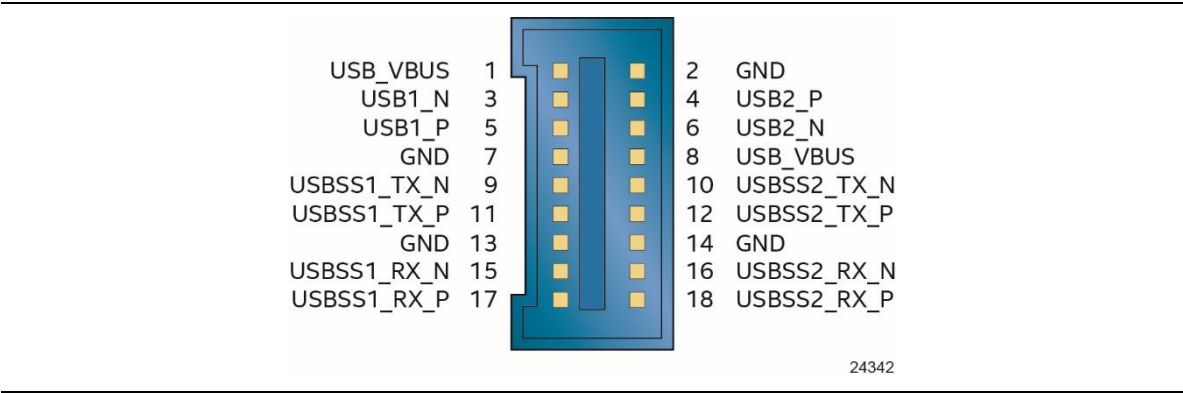 USB_VBUS 1 2 GND
USB1_N 3 4 USB2_P
USB1_P 5 6 USB2_N
GND 7 8 USB_VBUS
USBSS1_TX_N 9 10 USBSS2_TX_N
USBSS1_TX_P 11 12 USBSS2_TX_P
GND 13 14 GND
USBSS1_RX_N 15 16 USBSS2_RX_N
USBSS1_RX_P 17 18 USBSS2_RX_P
24342